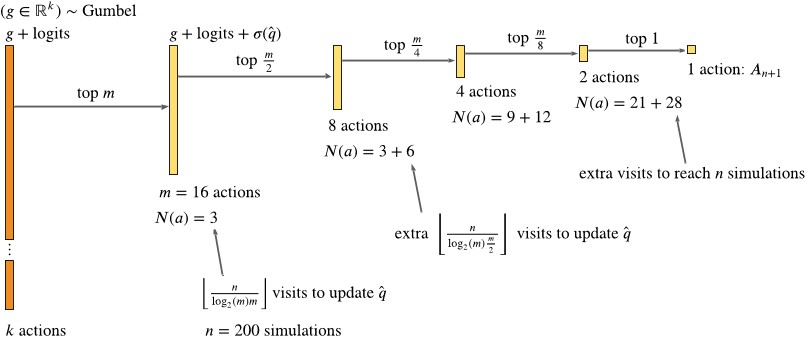 (g ∈ ℝᵏ) ~ Gumbel
g + logits
g + logits + σ(q̂)
top m
top m/2
top m/4
top m/8
top 1
1 action: Aₙ₊₁
2 actions
N(a) = 21 + 28
4 actions
N(a) = 9 + 12
8 actions
N(a) = 3 + 6
extra visits to reach n simulations
m = 16 actions
N(a) = 3
extra ⌊n / (log₂(m) m/2)⌋ visits to update q̂
⋮
⌊n / (log₂(m)m)⌋ visits to update q̂
k actions
n = 200 simulations